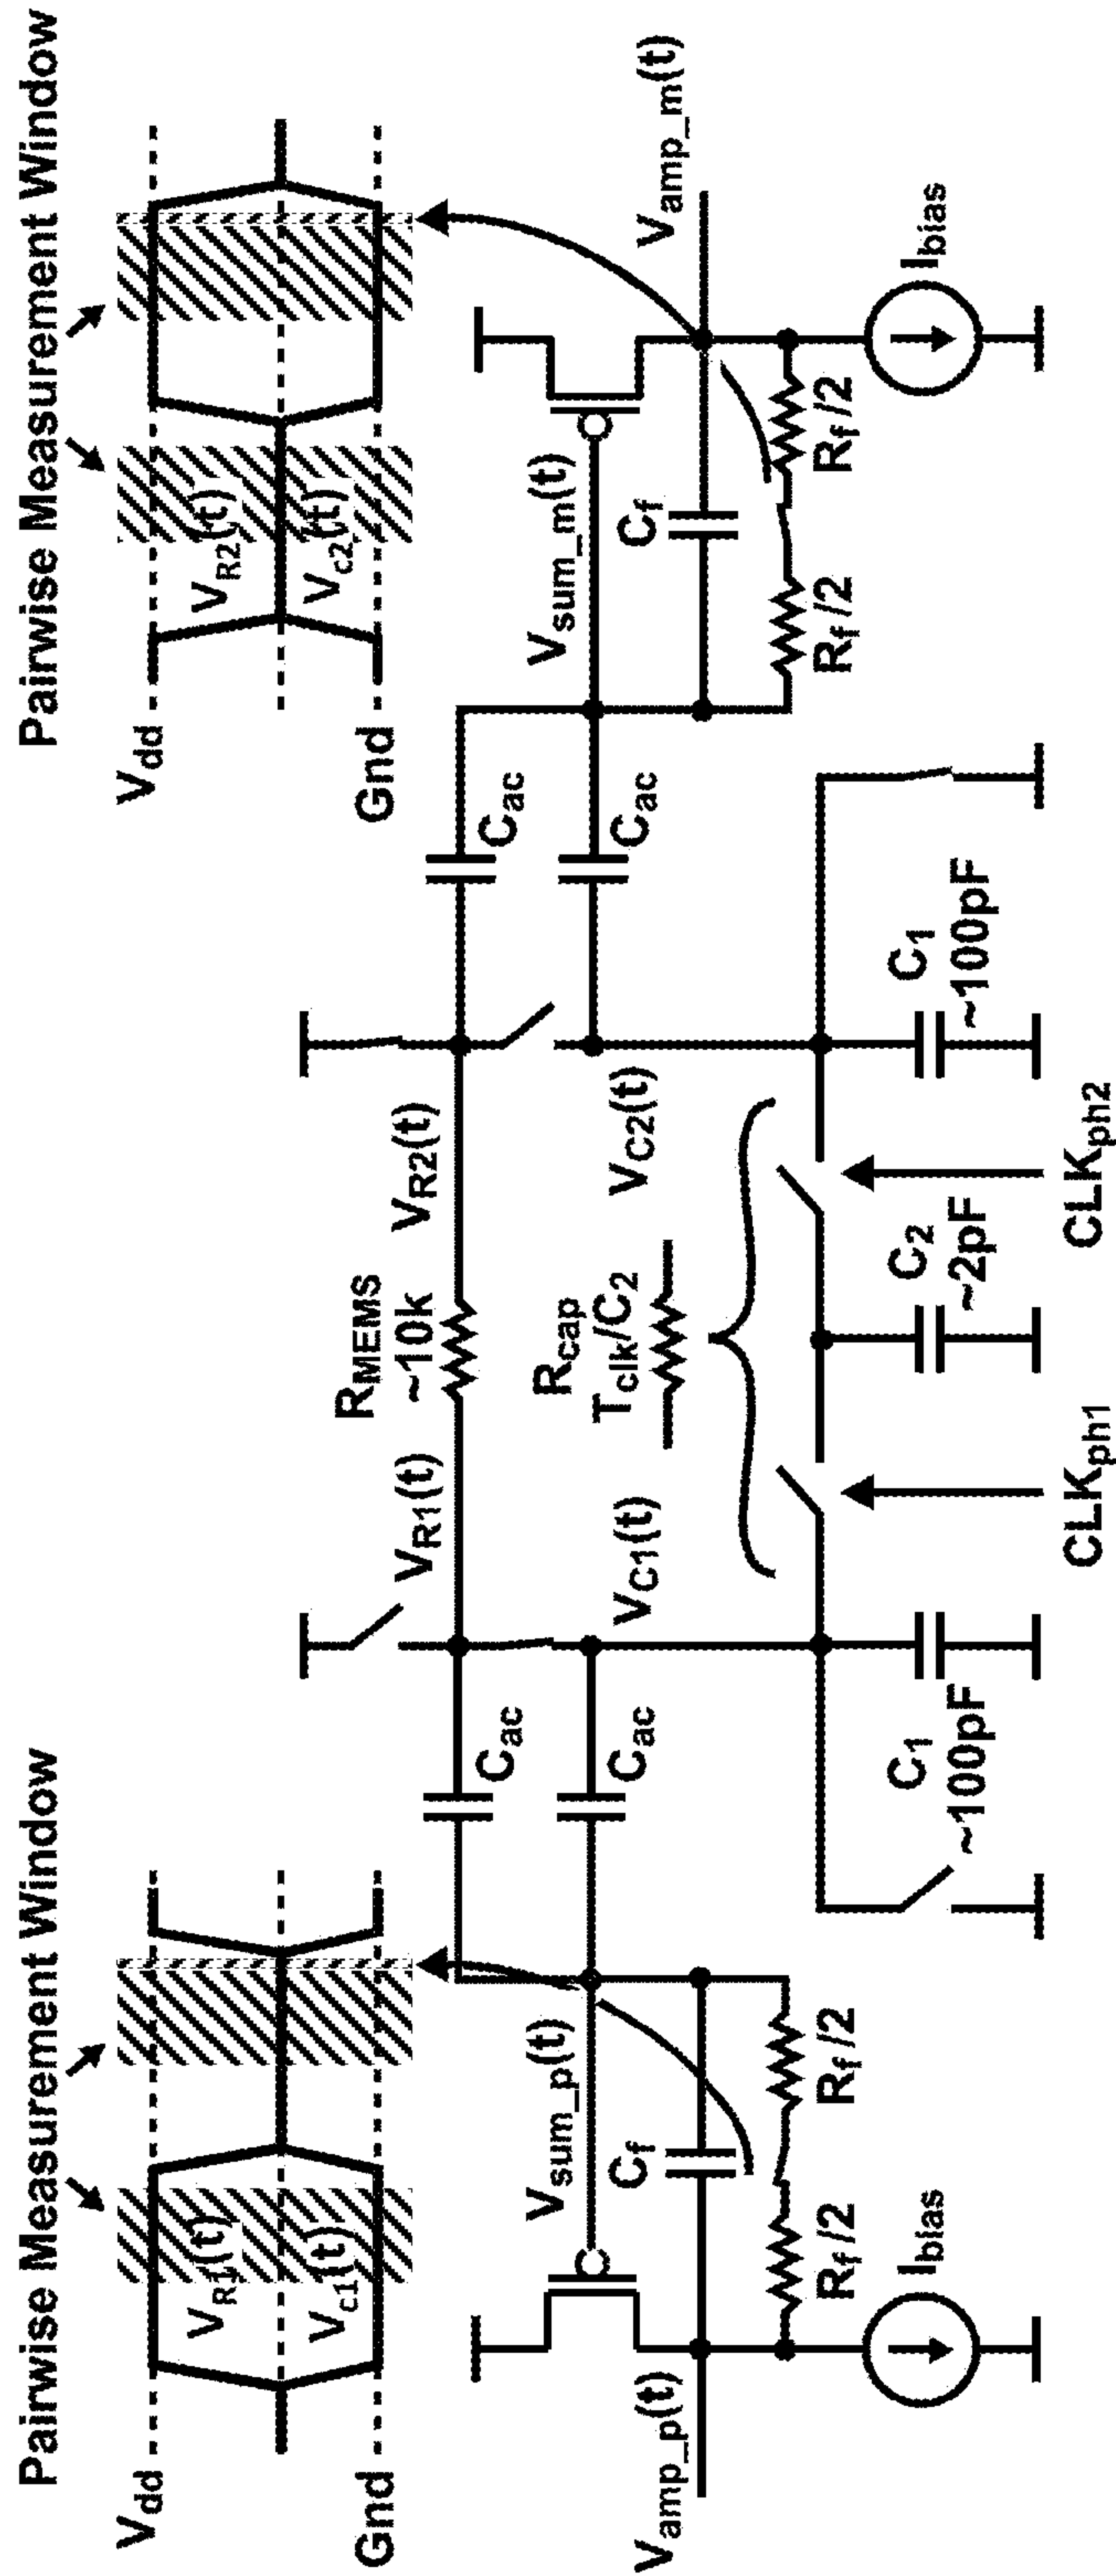 Pairwise Measurement Window
Pairwise Measurement Window
Vdd
VR1(t)
Vc1(t)
Gnd
Vdd
VR2(t)
Vc2(t)
Gnd
Vsum_p(t)
Cac
Cac
VR1(t)
RMEMS
~10k
VR2(t)
Cac
Cac
Vsum_m(t)
Vamp_p(t)
Cf
Rf/2
Rf/2
Ibias
VC1(t)
Rcap
Tclk/C2
VC2(t)
Cf
Rf/2
Rf/2
Vamp_m(t)
Ibias
C1
~100pF
C2
~2pF
C1
~100pF
CLKph1
CLKph2